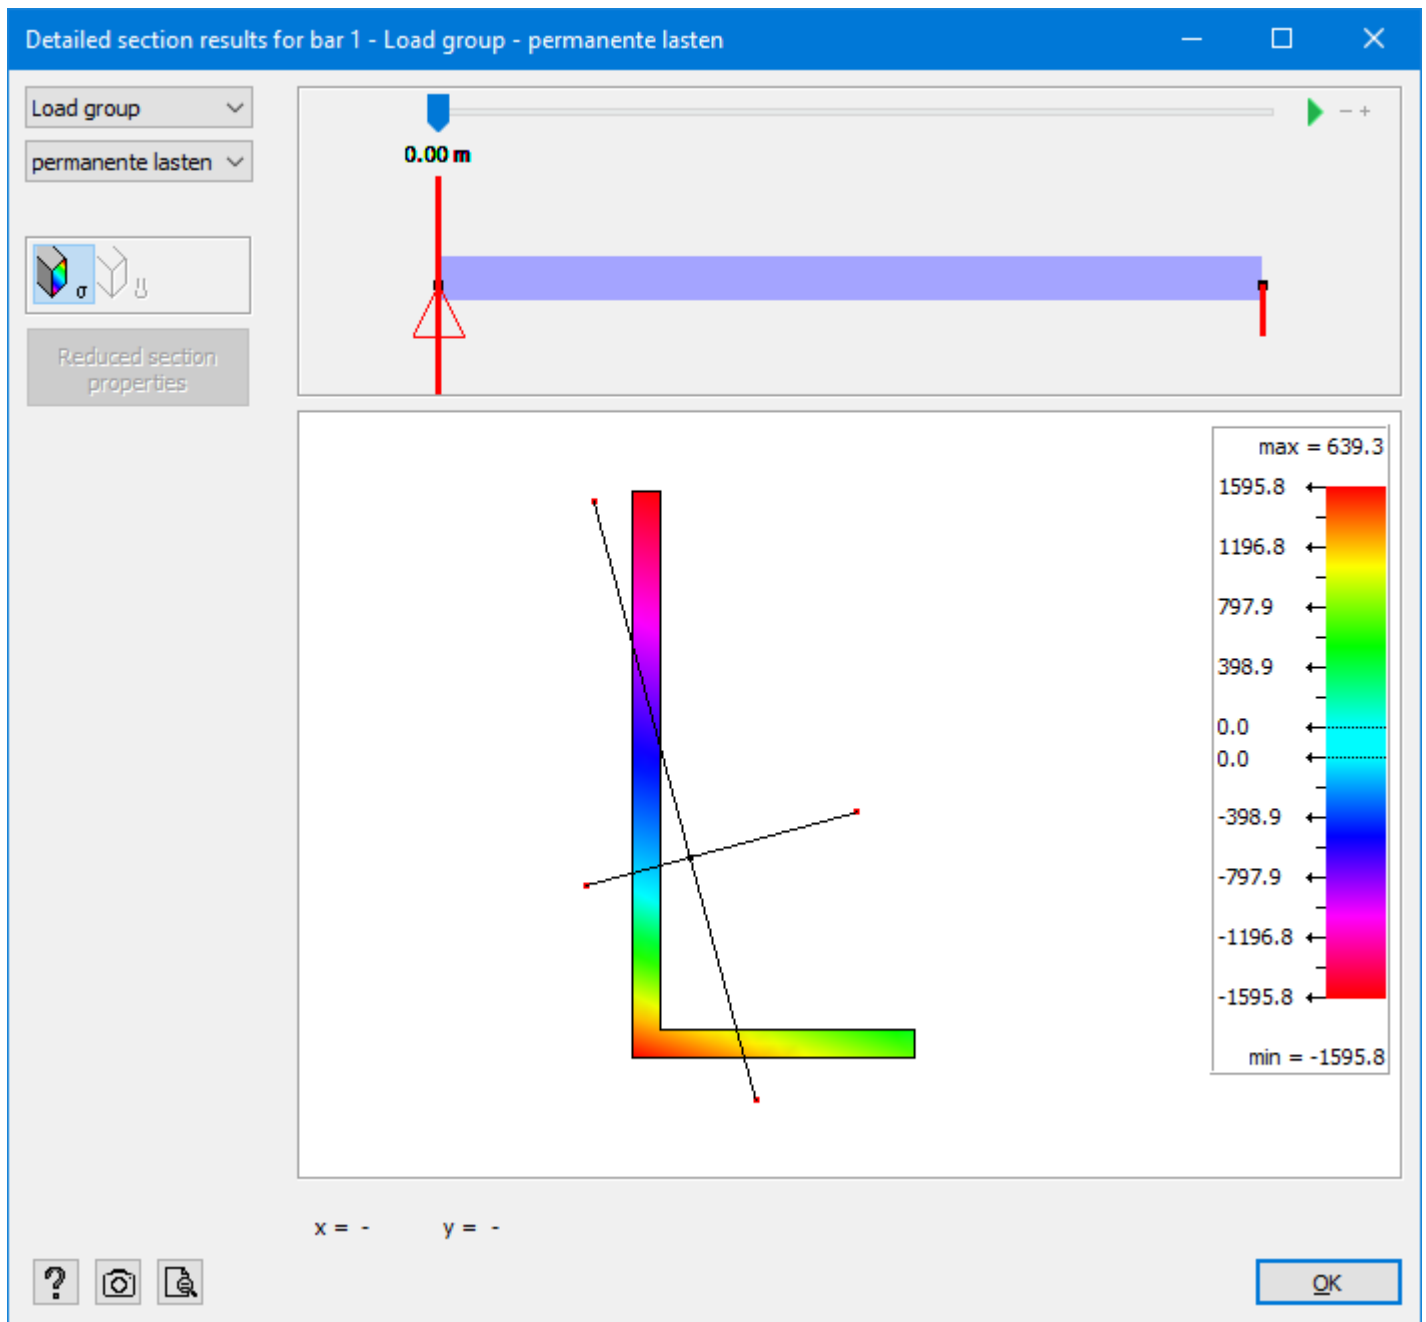 Detailed section results for bar 1 - Load group - permanente lasten
Load group
permanente lasten
σ
Reduced section
properties
0.00 m
- +
max = 639.3
1595.8
1196.8
797.9
398.9
0.0
0.0
-398.9
-797.9
-1196.8
-1595.8
min = -1595.8
x = -
y = -
?
OK